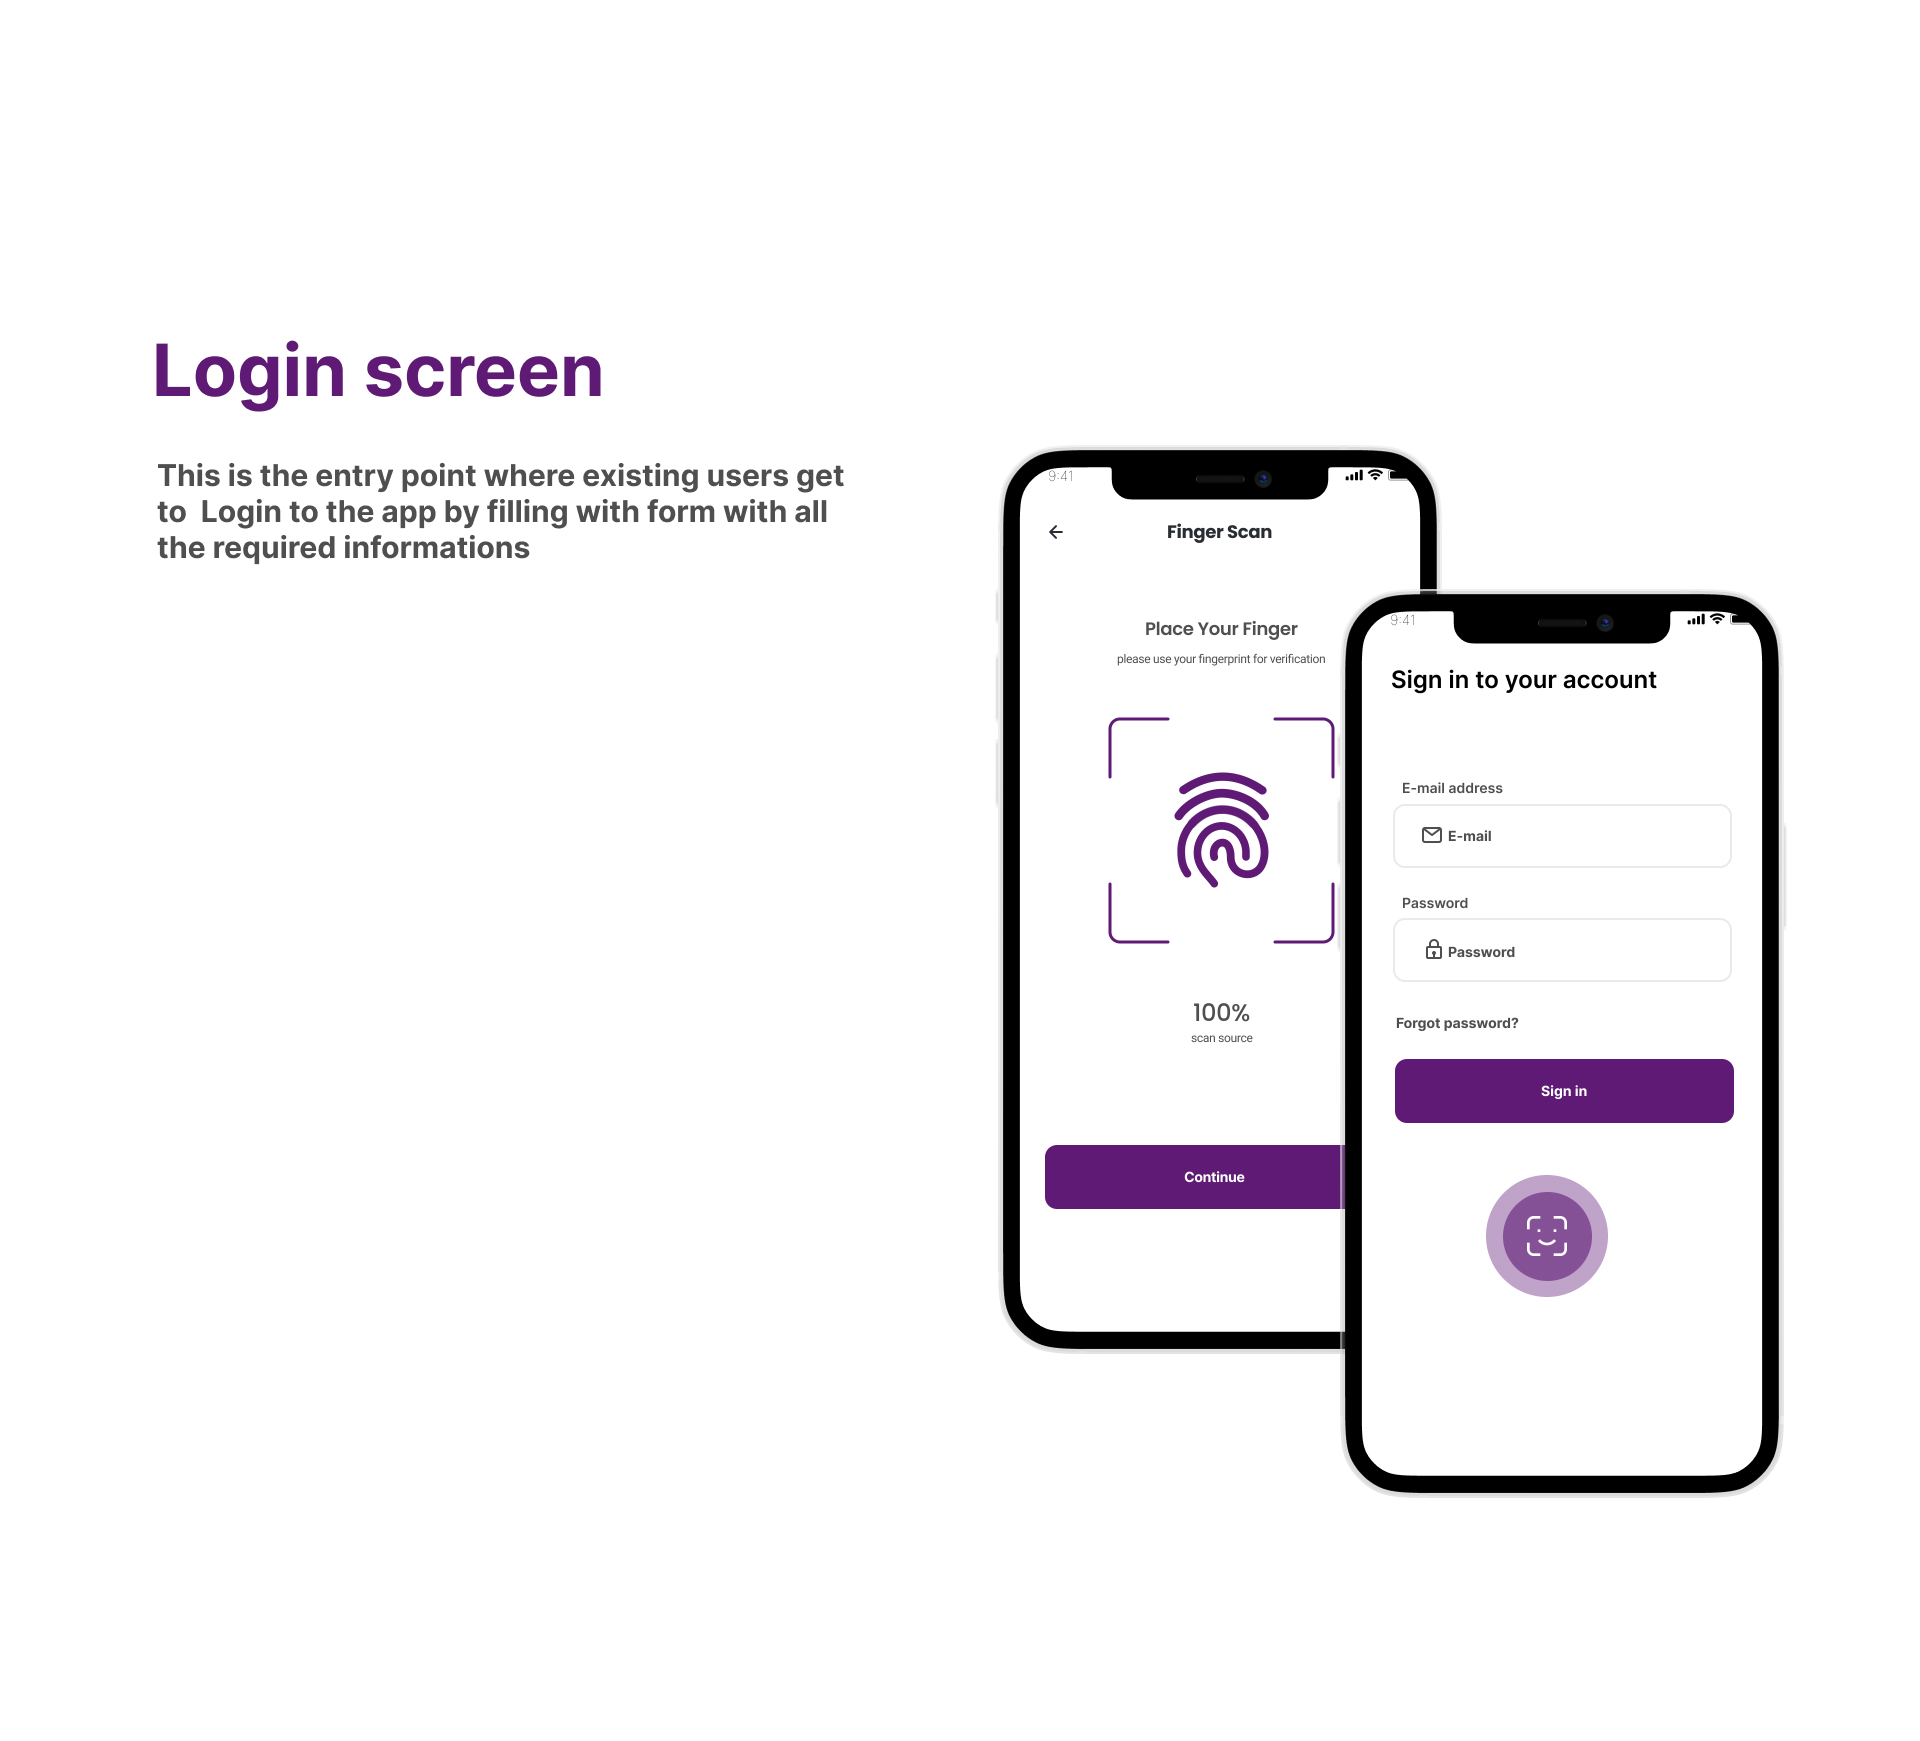 Login screen
This is the entry point where existing users get
to  Login to the app by filling with form with all
the required informations
9:41
Finger Scan
Place Your Finger
please use your fingerprint for verification
100%
scan source
Continue
9:41
Sign in to your account
E-mail address
E-mail
Password
Password
Forgot password?
Sign in